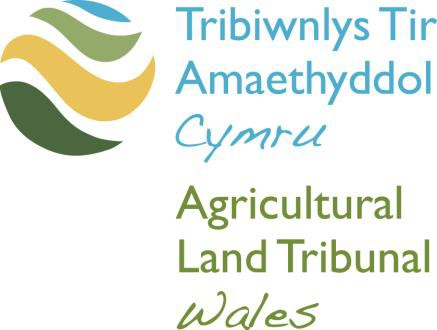 Tribiwnlys Tir
Amaethyddol
Cymru
Agricultural
Land Tribunal
Wales